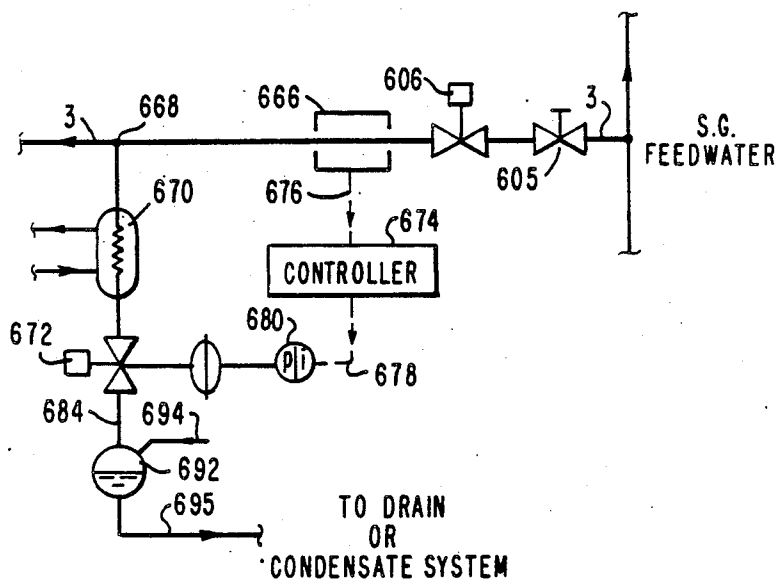 606
666
3
668
3
S.G.
FEEDWATER
605
670
676
674
CONTROLLER
680
672
p|i
678
684
694
692
695
TO DRAIN
OR
CONDENSATE SYSTEM